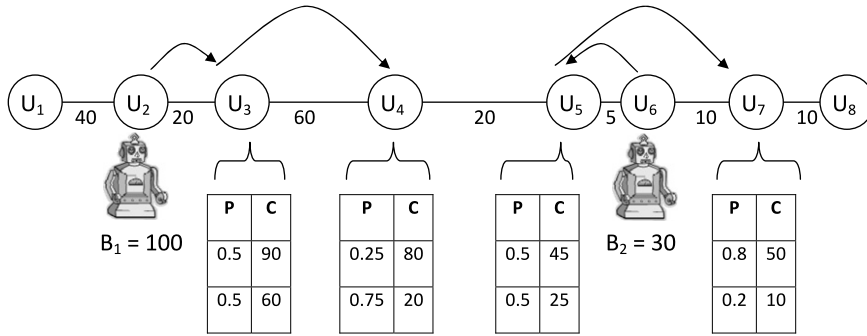 U₁ U₂ U₃ U₄ U₅ U₆ U₇ U₈
40 20 60 20 5 10 10
P C P C P C P C
B₁ = 100 B₂ = 30
0.5 90 0.25 80 0.5 45 0.8 50
0.5 60 0.75 20 0.5 25 0.2 10